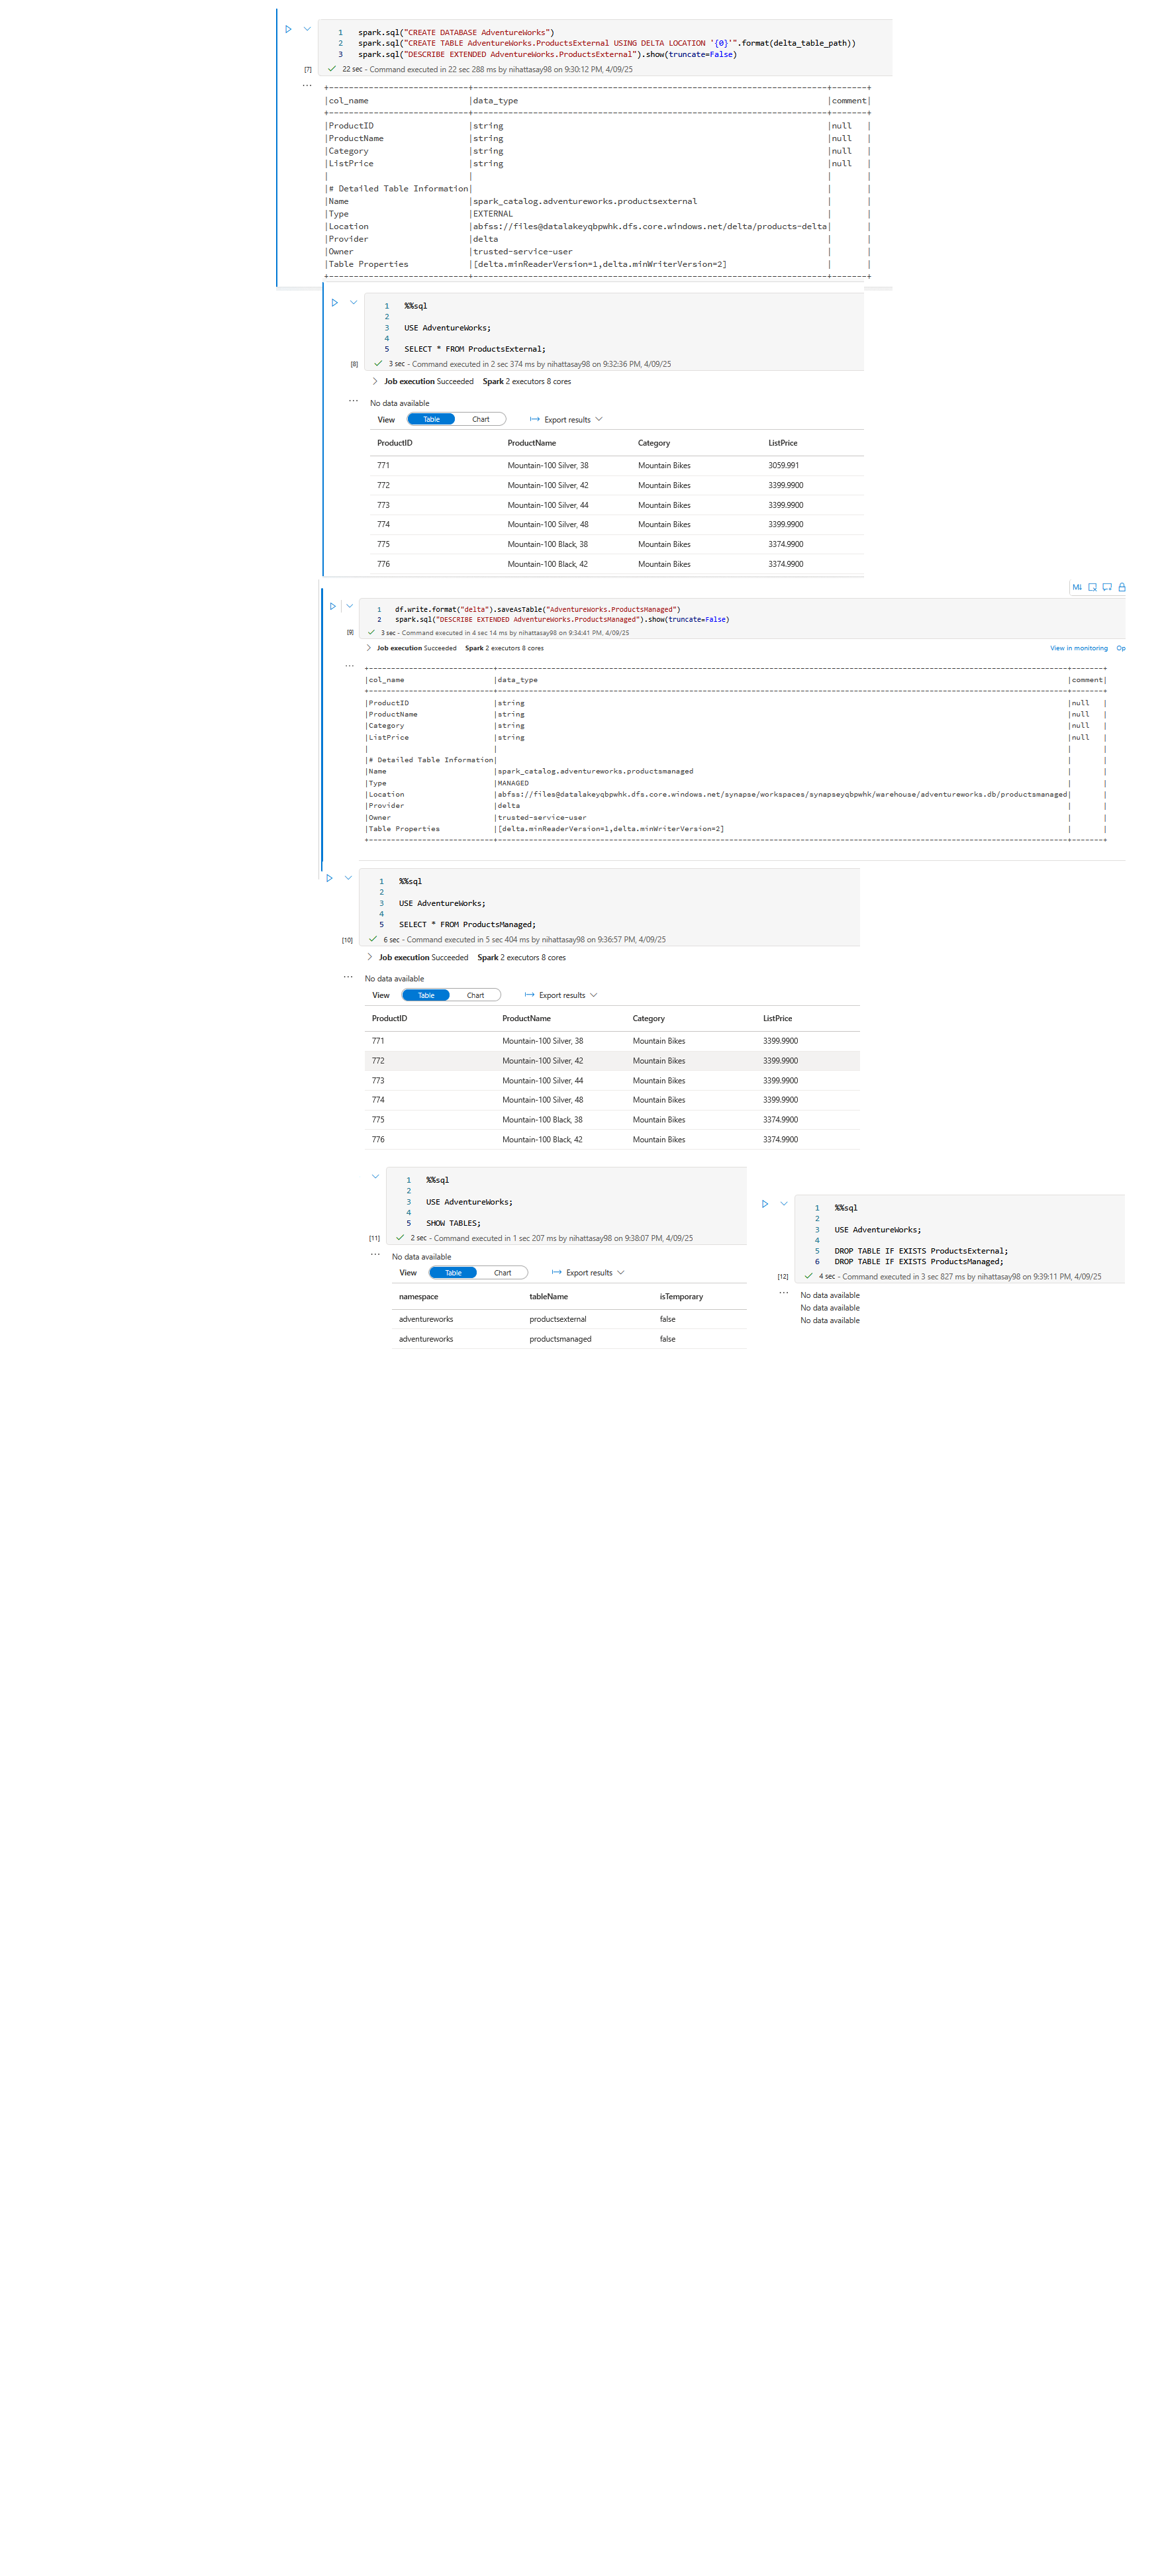 1 spark.sql("CREATE DATABASE AdventureWorks")
2 spark.sql("CREATE TABLE AdventureWorks.ProductsExternal USING DELTA LOCATION '{0}'".format(delta_table_path))
3 spark.sql("DESCRIBE EXTENDED AdventureWorks.ProductsExternal").show(truncate=False)
[7] 22 sec - Command executed in 22 sec 288 ms by nihattasay98 on 9:30:12 PM, 4/09/25
|col_name |data_type |comment|
|ProductID |string |null |
|ProductName |string |null |
|Category |string |null |
|ListPrice |string |null |
| | | |
|# Detailed Table Information| | |
|Name |spark_catalog.adventureworks.productsexternal | |
|Type |EXTERNAL | |
|Location |abfss://files@datalakeyqbpwhk.dfs.core.windows.net/delta/products-delta| |
|Provider |delta | |
|Owner |trusted-service-user | |
|Table Properties |[delta.minReaderVersion=1,delta.minWriterVersion=2] | |
1 %%sql
2
3 USE AdventureWorks;
4
5 SELECT * FROM ProductsExternal;
[8] 3 sec - Command executed in 2 sec 374 ms by nihattasay98 on 9:32:36 PM, 4/09/25
Job execution Succeeded Spark 2 executors 8 cores
No data available
View Table Chart Export results
ProductID ProductName Category ListPrice
771 Mountain-100 Silver, 38 Mountain Bikes 3059.991
772 Mountain-100 Silver, 42 Mountain Bikes 3399.9900
773 Mountain-100 Silver, 44 Mountain Bikes 3399.9900
774 Mountain-100 Silver, 48 Mountain Bikes 3399.9900
775 Mountain-100 Black, 38 Mountain Bikes 3374.9900
776 Mountain-100 Black, 42 Mountain Bikes 3374.9900
M↓
1 df.write.format("delta").saveAsTable("AdventureWorks.ProductsManaged")
2 spark.sql("DESCRIBE EXTENDED AdventureWorks.ProductsManaged").show(truncate=False)
[9] 3 sec - Command executed in 4 sec 14 ms by nihattasay98 on 9:34:41 PM, 4/09/25
Job execution Succeeded Spark 2 executors 8 cores View in monitoring Op
|col_name |data_type |comment|
|ProductID |string |null |
|ProductName |string |null |
|Category |string |null |
|ListPrice |string |null |
| | | |
|# Detailed Table Information| | |
|Name |spark_catalog.adventureworks.productsmanaged | |
|Type |MANAGED | |
|Location |abfss://files@datalakeyqbpwhk.dfs.core.windows.net/synapse/workspaces/synapseyqbpwhk/warehouse/adventureworks.db/productsmanaged| |
|Provider |delta | |
|Owner |trusted-service-user | |
|Table Properties |[delta.minReaderVersion=1,delta.minWriterVersion=2] | |
1 %%sql
2
3 USE AdventureWorks;
4
5 SELECT * FROM ProductsManaged;
[10] 6 sec - Command executed in 5 sec 404 ms by nihattasay98 on 9:36:57 PM, 4/09/25
Job execution Succeeded Spark 2 executors 8 cores
No data available
View Table Chart Export results
ProductID ProductName Category ListPrice
771 Mountain-100 Silver, 38 Mountain Bikes 3399.9900
772 Mountain-100 Silver, 42 Mountain Bikes 3399.9900
773 Mountain-100 Silver, 44 Mountain Bikes 3399.9900
774 Mountain-100 Silver, 48 Mountain Bikes 3399.9900
775 Mountain-100 Black, 38 Mountain Bikes 3374.9900
776 Mountain-100 Black, 42 Mountain Bikes 3374.9900
1 %%sql
2
3 USE AdventureWorks;
4
5 SHOW TABLES;
[11] 2 sec - Command executed in 1 sec 207 ms by nihattasay98 on 9:38:07 PM, 4/09/25
No data available
View Table Chart Export results
namespace tableName isTemporary
adventureworks productsexternal false
adventureworks productsmanaged false
1 %%sql
2
3 USE AdventureWorks;
4
5 DROP TABLE IF EXISTS ProductsExternal;
6 DROP TABLE IF EXISTS ProductsManaged;
[12] 4 sec - Command executed in 3 sec 827 ms by nihattasay98 on 9:39:11 PM, 4/09/25
No data available
No data available
No data available